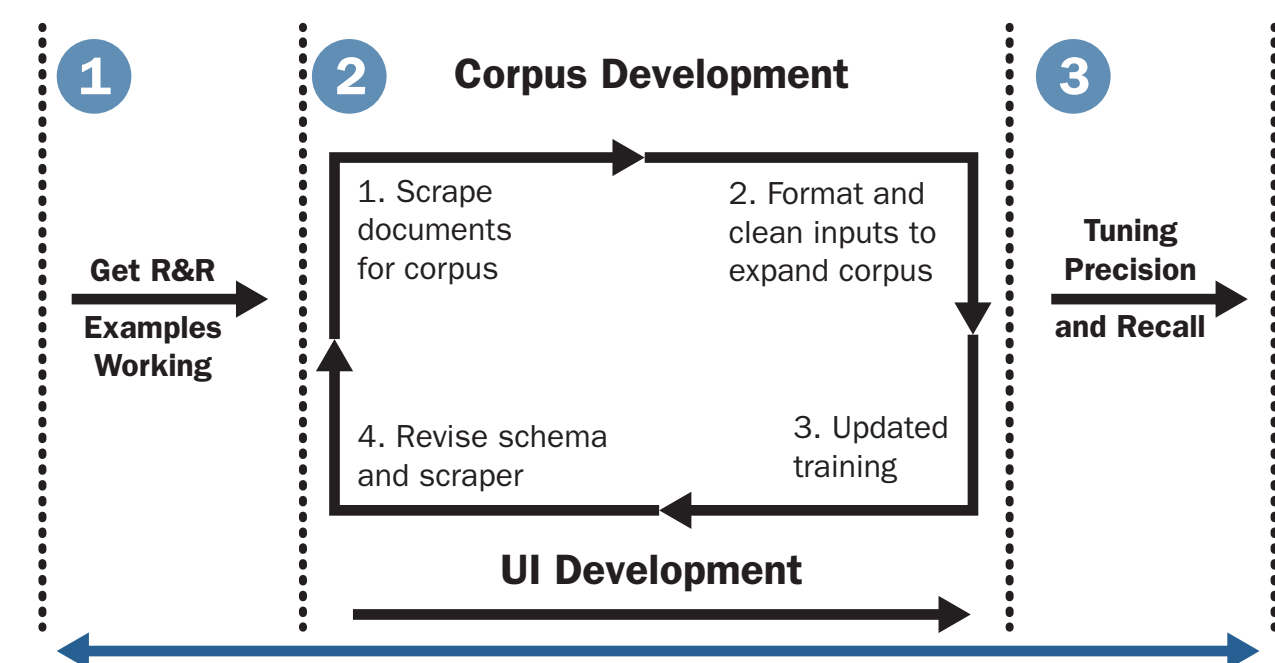 1
Get R&R
Examples
Working
2
Corpus Development
1. Scrape
documents
for corpus
2. Format and
clean inputs to
expand corpus
3. Updated
training
4. Revise schema
and scraper
UI Development
3
Tuning
Precision
and Recall